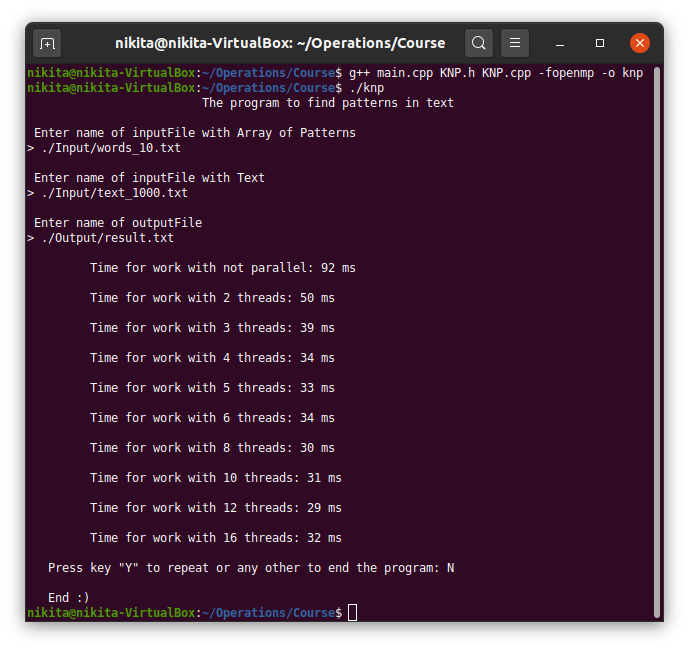 nikita@nikita-VirtualBox: ~/Operations/Course
nikita@nikita-VirtualBox:~/Operations/Course$ g++ main.cpp KNP.h KNP.cpp -fopenmp -o knp
nikita@nikita-VirtualBox:~/Operations/Course$ ./knp
The program to find patterns in text
Enter name of inputFile with Array of Patterns
> ./Input/words_10.txt
Enter name of inputFile with Text
> ./Input/text_1000.txt
Enter name of outputFile
> ./Output/result.txt
Time for work with not parallel: 92 ms
Time for work with 2 threads: 50 ms
Time for work with 3 threads: 39 ms
Time for work with 4 threads: 34 ms
Time for work with 5 threads: 33 ms
Time for work with 6 threads: 34 ms
Time for work with 8 threads: 30 ms
Time for work with 10 threads: 31 ms
Time for work with 12 threads: 29 ms
Time for work with 16 threads: 32 ms
Press key "Y" to repeat or any other to end the program: N
End :)
nikita@nikita-VirtualBox:~/Operations/Course$